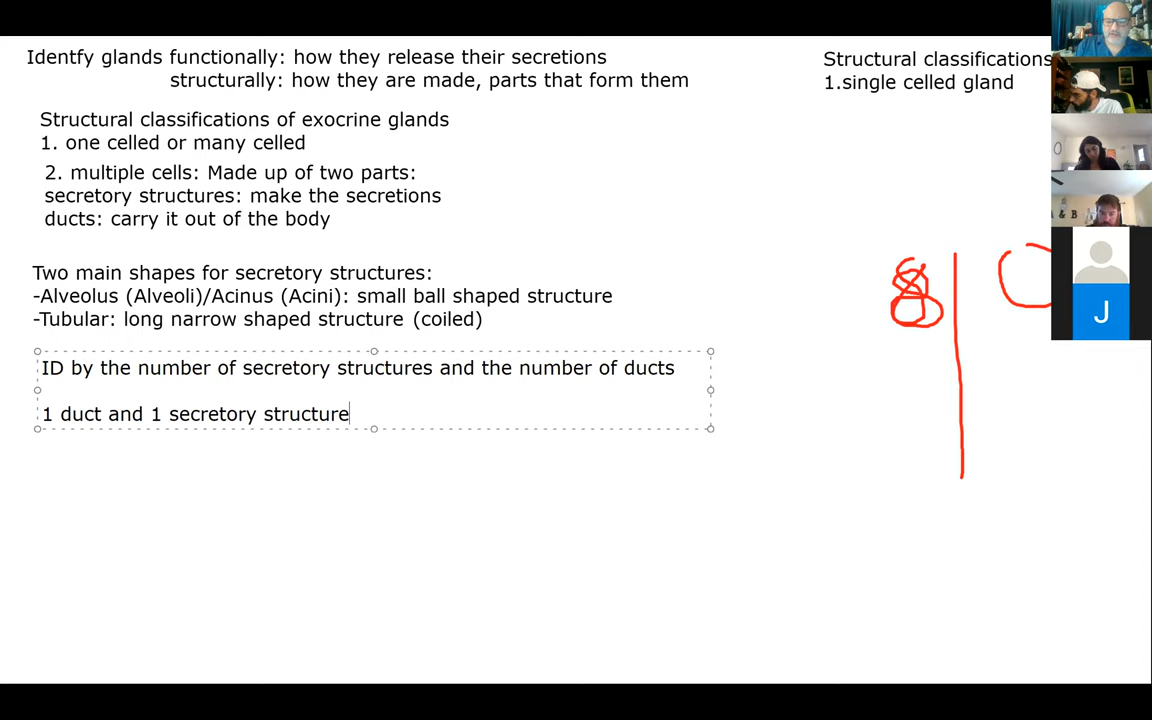 Identfy glands functionally: how they release their secretions
structurally: how they are made, parts that form them
Structural classifications of exocrine glands
1. one celled or many celled
2. multiple cells: Made up of two parts:
secretory structures: make the secretions
ducts: carry it out of the body
Two main shapes for secretory structures:
-Alveolus (Alveoli)/Acinus (Acini): small ball shaped structure
-Tubular: long narrow shaped structure (coiled)
ID by the number of secretory structures and the number of ducts
1 duct and 1 secretory structure
Structural classifications
1.single celled gland
& B
J